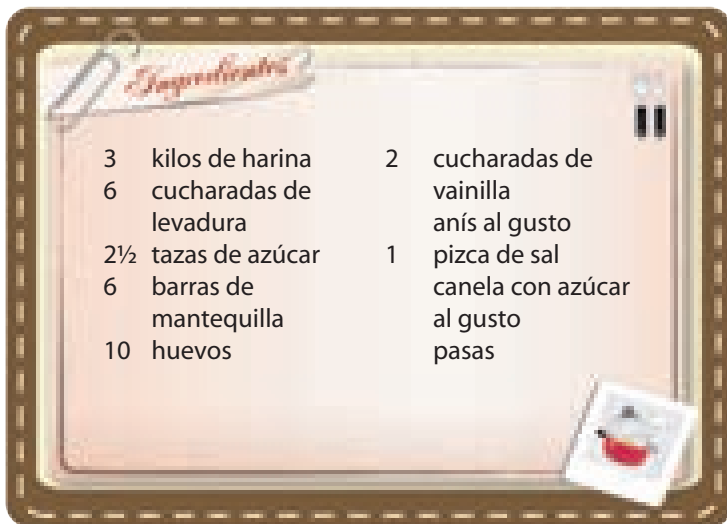 Ingredientes
3 kilos de harina
6 cucharadas de
levadura
2½ tazas de azúcar
6 barras de
mantequilla
10 huevos
2 cucharadas de
vainilla
anís al gusto
1 pizca de sal
canela con azúcar
al gusto
pasas